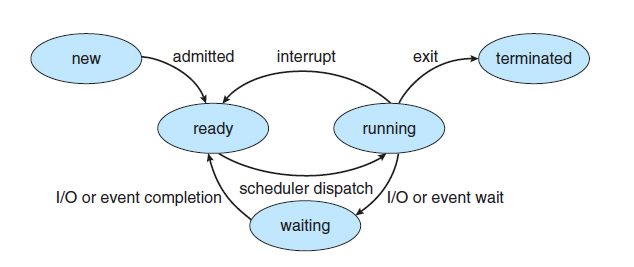 new
admitted
interrupt
exit
terminated
ready
running
scheduler dispatch
I/O or event completion
I/O or event wait
waiting